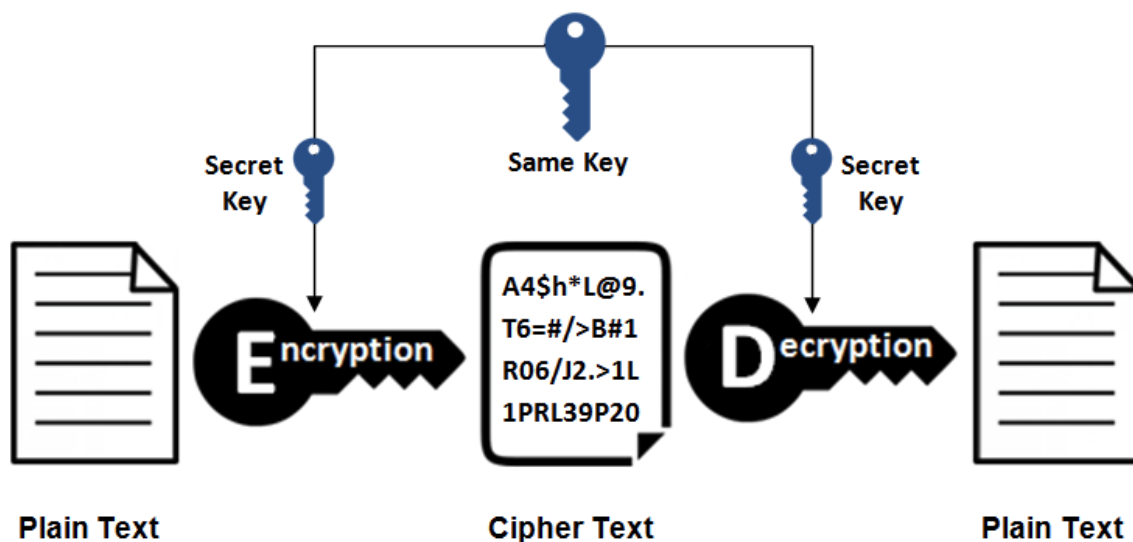 Same Key
Secret
Key
Secret
Key
Encryption
A4$h*L@9.
T6=#/>B#1
R06/J2.>1L
1PRL39P20
Decryption
Plain Text
Cipher Text
Plain Text